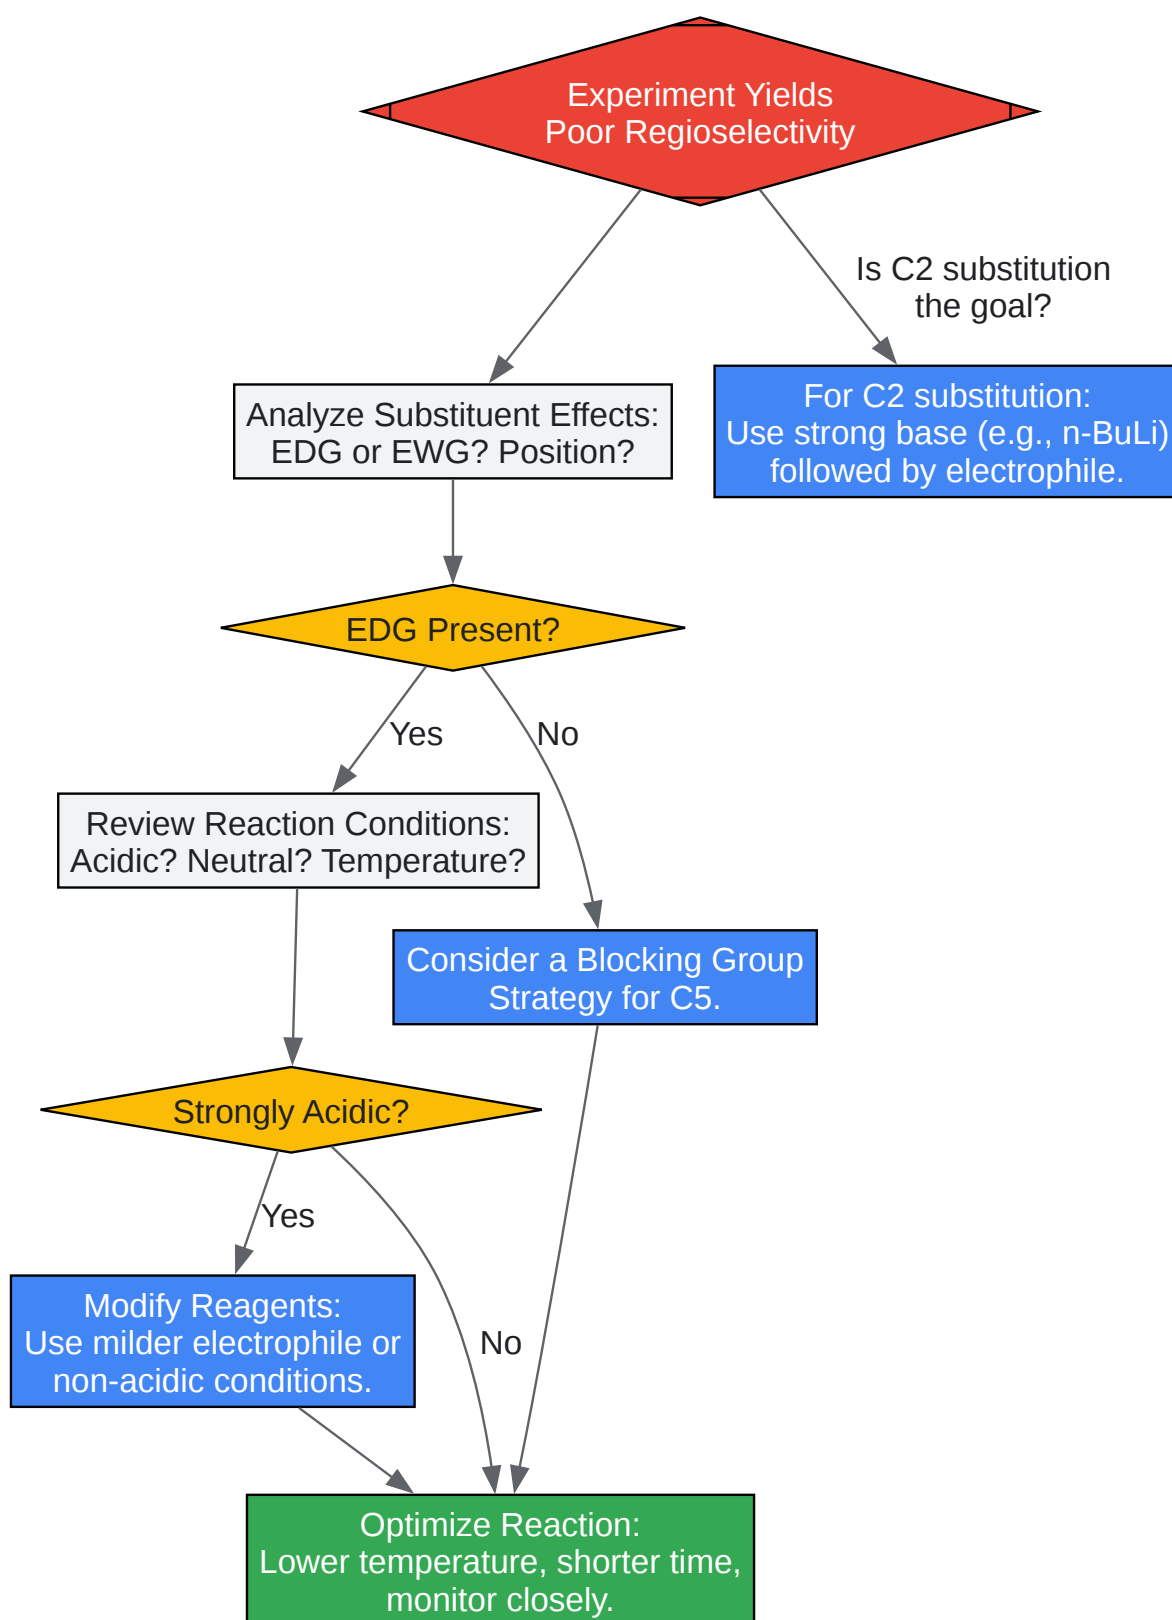 Experiment Yields
Poor Regioselectivity
Is C2 substitution
the goal?
Analyze Substituent Effects:
EDG or EWG? Position?
For C2 substitution:
Use strong base (e.g., n-BuLi)
followed by electrophile.
EDG Present?
Yes
No
Review Reaction Conditions:
Acidic? Neutral? Temperature?
Consider a Blocking Group
Strategy for C5.
Strongly Acidic?
Yes
No
Modify Reagents:
Use milder electrophile or
non-acidic conditions.
Optimize Reaction:
Lower temperature, shorter time,
monitor closely.